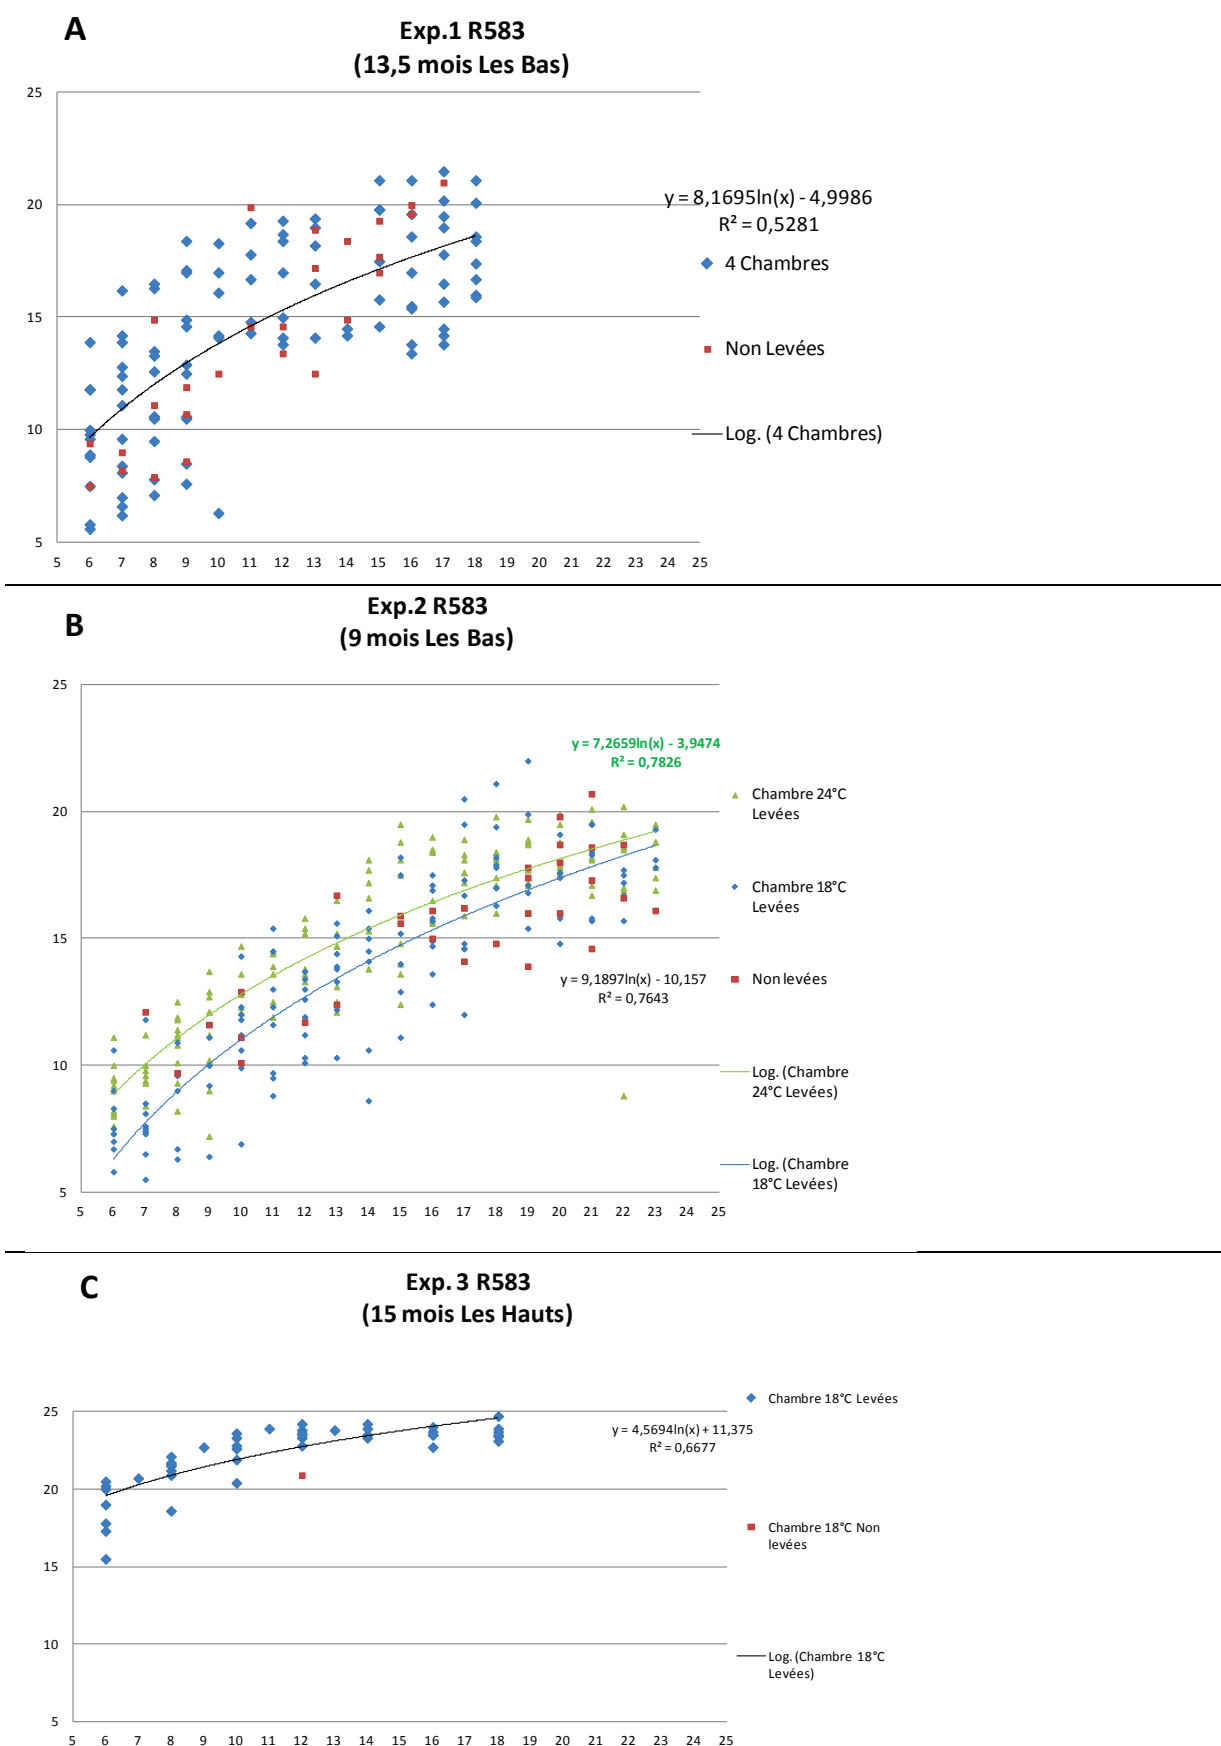 A
Exp.1 R583
(13,5 mois Les Bas)
25
20
15
10
5
5 6 7 8 9 10 11 12 13 14 15 16 17 18 19 20 21 22 23 24 25
y = 8,1695ln(x) - 4,9986
R² = 0,5281
4 Chambres
Non Levées
Log. (4 Chambres)
B
Exp.2 R583
(9 mois Les Bas)
25
20
15
10
5
5 6 7 8 9 10 11 12 13 14 15 16 17 18 19 20 21 22 23 24 25
y = 7,2659ln(x) - 3,9474
R² = 0,7826
y = 9,1897ln(x) - 10,157
R² = 0,7643
Chambre 24°C
Levées
Chambre 18°C
Levées
Non levées
Log. (Chambre
24°C Levées)
Log. (Chambre
18°C Levées)
C
Exp. 3 R583
(15 mois Les Hauts)
25
20
15
10
5
5 6 7 8 9 10 11 12 13 14 15 16 17 18 19 20 21 22 23 24 25
y = 4,5694ln(x) + 11,375
R² = 0,6677
Chambre 18°C Levées
Chambre 18°C Non
levées
Log. (Chambre 18°C
Levées)